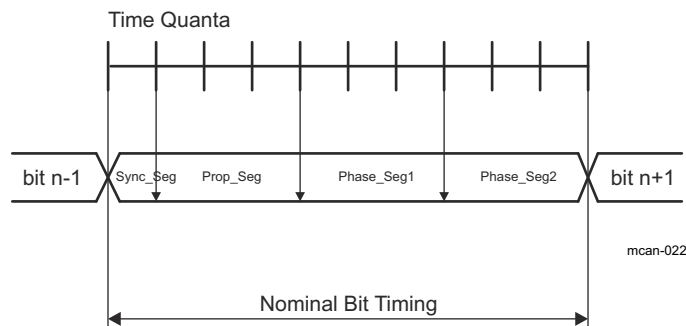 Time Quanta
bit n-1 Sync_Seg Prop_Seg Phase_Seg1 Phase_Seg2 bit n+1
mcan-022
Nominal Bit Timing